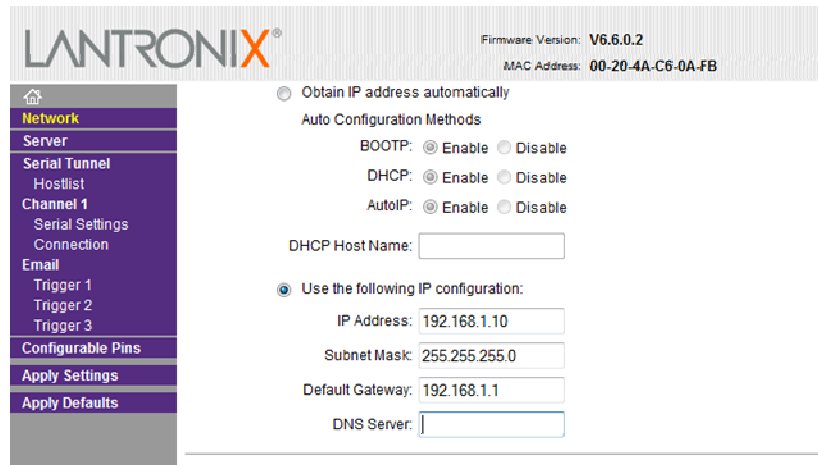 LANTRONIX®
Firmware Version: V6.6.0.2
MAC Address: 00-20-4A-C6-0A-FB
Network
Server
Serial Tunnel
Hostlist
Channel 1
Serial Settings
Connection
Email
Trigger 1
Trigger 2
Trigger 3
Configurable Pins
Apply Settings
Apply Defaults
Obtain IP address automatically
Auto Configuration Methods
BOOTP: Enable Disable
DHCP: Enable Disable
AutoIP: Enable Disable
DHCP Host Name:
Use the following IP configuration:
IP Address: 192.168.1.10
Subnet Mask: 255.255.255.0
Default Gateway: 192.168.1.1
DNS Server: